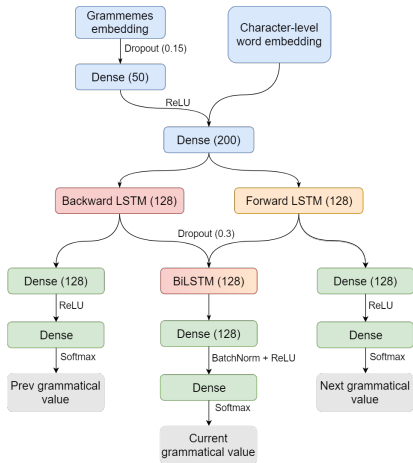 Grammemes
embedding
Character-level
word embedding
Dropout (0.15)
Dense (50)
ReLU
Dense (200)
Backward LSTM (128)
Forward LSTM (128)
Dropout (0.3)
Dense (128)
BiLSTM (128)
Dense (128)
ReLU
ReLU
Dense
Dense (128)
Dense
Softmax
BatchNorm + ReLU
Softmax
Prev grammatical
value
Dense
Next grammatical
value
Softmax
Current
grammatical value